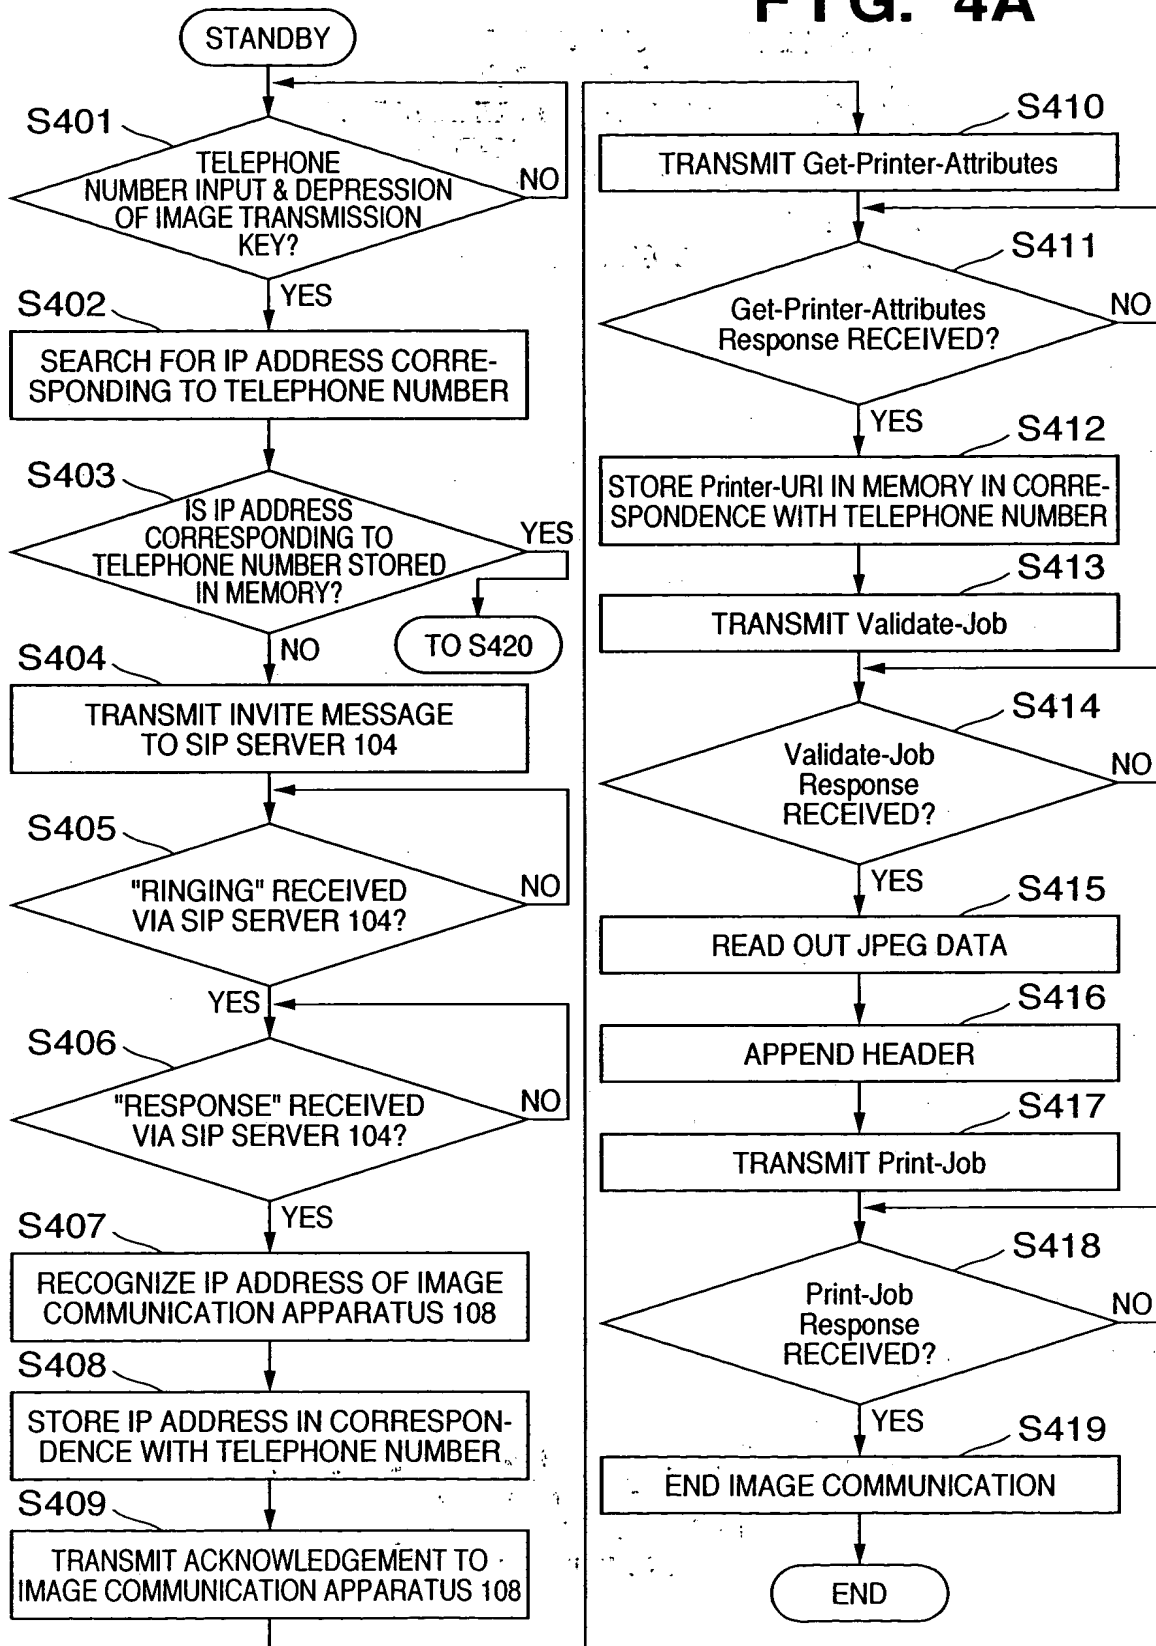 FIG. 4A
STANDBY
S401
TELEPHONE
NUMBER INPUT & DEPRESSION
OF IMAGE TRANSMISSION
KEY?
NO
YES
S402
SEARCH FOR IP ADDRESS CORRE-
SPONDING TO TELEPHONE NUMBER
S403
IS IP ADDRESS
CORRESPONDING TO
TELEPHONE NUMBER STORED
IN MEMORY?
YES
TO S420
NO
S404
TRANSMIT INVITE MESSAGE
TO SIP SERVER 104
S405
"RINGING" RECEIVED
VIA SIP SERVER 104?
NO
YES
S406
"RESPONSE" RECEIVED
VIA SIP SERVER 104?
NO
YES
S407
RECOGNIZE IP ADDRESS OF IMAGE
COMMUNICATION APPARATUS 108
S408
STORE IP ADDRESS IN CORRESPON-
DENCE WITH TELEPHONE NUMBER
S409
TRANSMIT ACKNOWLEDGEMENT TO
IMAGE COMMUNICATION APPARATUS 108
S410
TRANSMIT Get-Printer-Attributes
S411
Get-Printer-Attributes
Response RECEIVED?
NO
YES
S412
STORE Printer-URI IN MEMORY IN CORRE-
SPONDENCE WITH TELEPHONE NUMBER
S413
TRANSMIT Validate-Job
S414
Validate-Job
Response
RECEIVED?
NO
YES
S415
READ OUT JPEG DATA
S416
APPEND HEADER
S417
TRANSMIT Print-Job
S418
Print-Job
Response
RECEIVED?
NO
YES
S419
END IMAGE COMMUNICATION
END